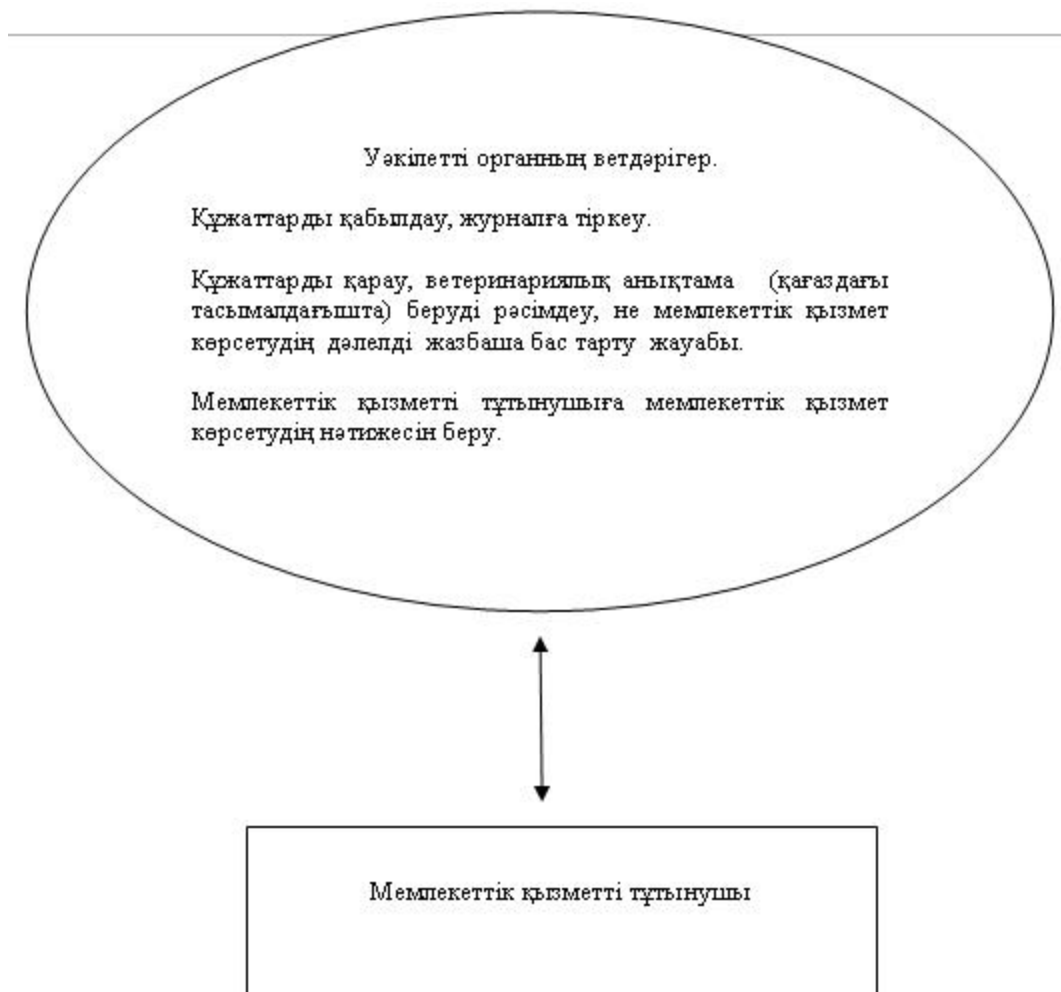 Уәкілетті органның ветдәрігер.
Құжаттарды қабылдау, журналға тіркеу.
Құжаттарды қарау, ветеринариялық анықтама (қағаздағы
тасымалдағышта) беруді рәсімдеу, не мемлекеттік қызмет
көрсетудің дәлелді жазбаша бас тарту жауабы.
Мемлекеттік қызметті тұтынушыға мемлекеттік қызмет
көрсетудің нәтижесін беру.
Мемлекеттік қызметті тұтынушы